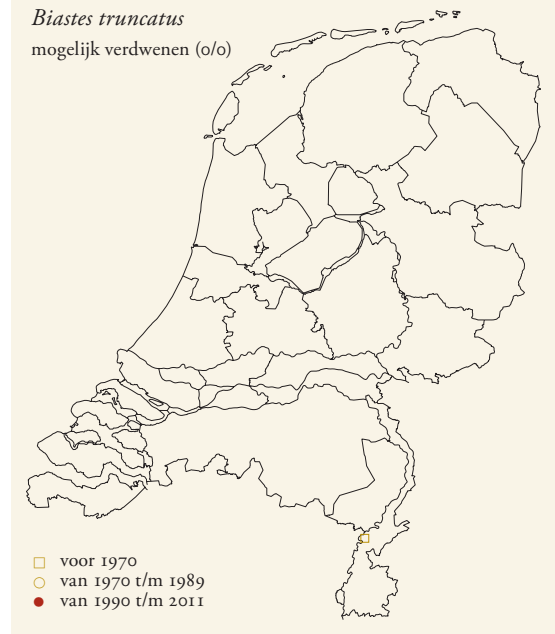 Biastes truncatus
mogelijk verdwenen (0/0)
voor 1970
van 1970 t/m 1989
van 1990 t/m 2011